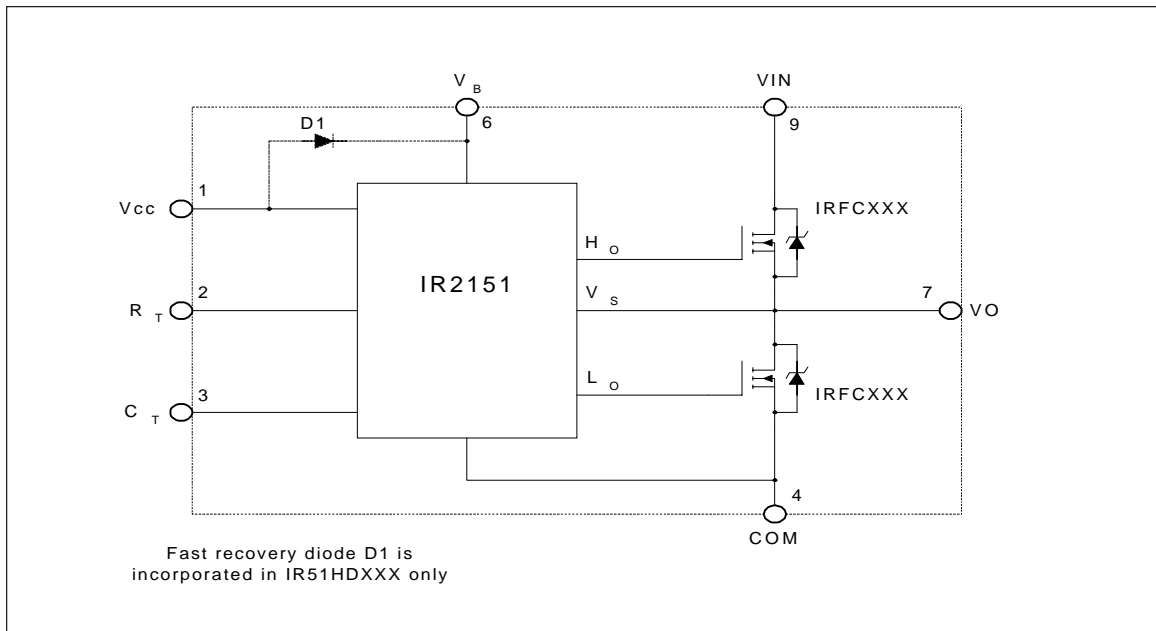 V B
VIN
6
9
D1
1
Vcc
IRFCXXX
H O
2
IR2151
V S
7
R T
VO
L O
3
IRFCXXX
C T
4
COM
Fast recovery diode D1 is
incorporated in IR51HDXXX only